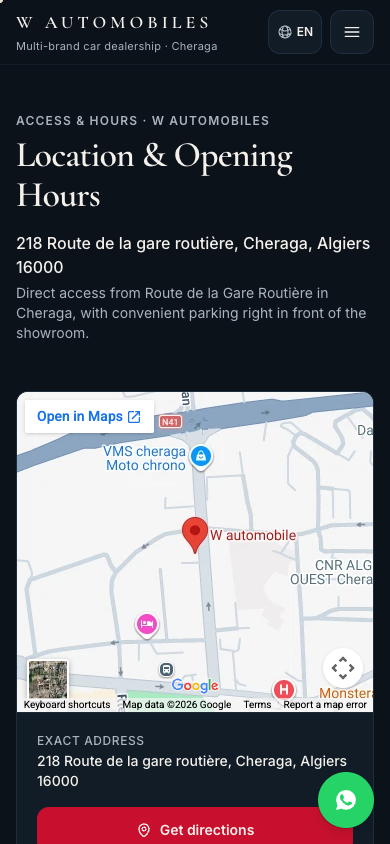 W AUTOMOBILES
Multi-brand car dealership · Cheraga
EN
ACCESS & HOURS · W AUTOMOBILES
Location & Opening
Hours
218 Route de la gare routière, Cheraga, Algiers
16000
Direct access from Route de la Gare Routière in
Cheraga, with convenient parking right in front of the
showroom.
Open in Maps
an
N41
Da
VMS cheraga
Moto chrono
W automobile
CNR ALG
OUEST Chera
Google
H
Monstera
Keyboard shortcuts
Map data ©2026 Google
Terms
Report a map error
EXACT ADDRESS
218 Route de la gare routière, Cheraga, Algiers
16000
Get directions